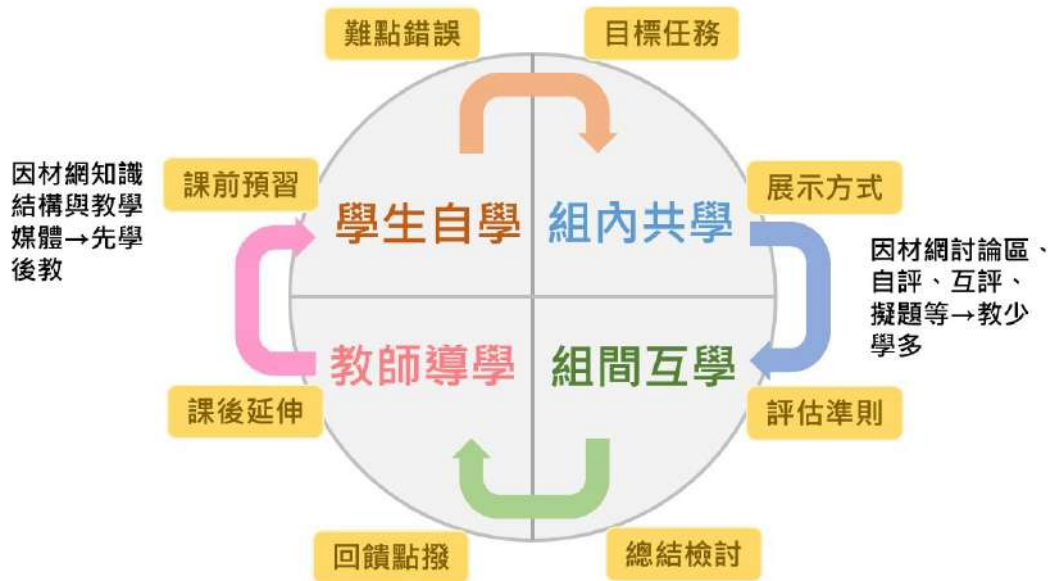 難點錯誤
目標任務
因材網知識
結構與教學
媒體→先學
後教
課前預習
學生自學
組內共學
展示方式
因材網討論區、
自評、互評、
擬題等→教少
學多
教師導學
組間互學
課後延伸
評估準則
回饋點撥
總結檢討